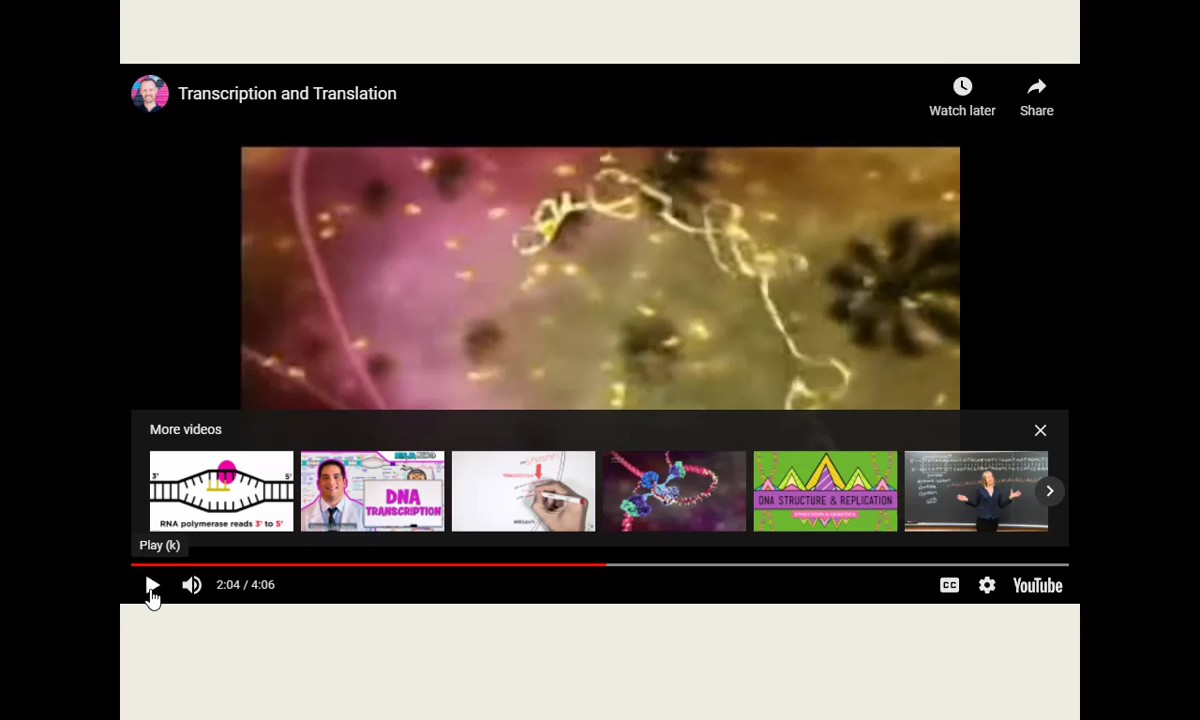 Transcription and Translation
Watch later
Share
More videos
3'
5'
RNA polymerase reads 3' to 5'
DNA
TRANSCRIPTION
DNA STRUCTURE & REPLICATION
Play (k)
2:04 / 4:06
CC
YouTube